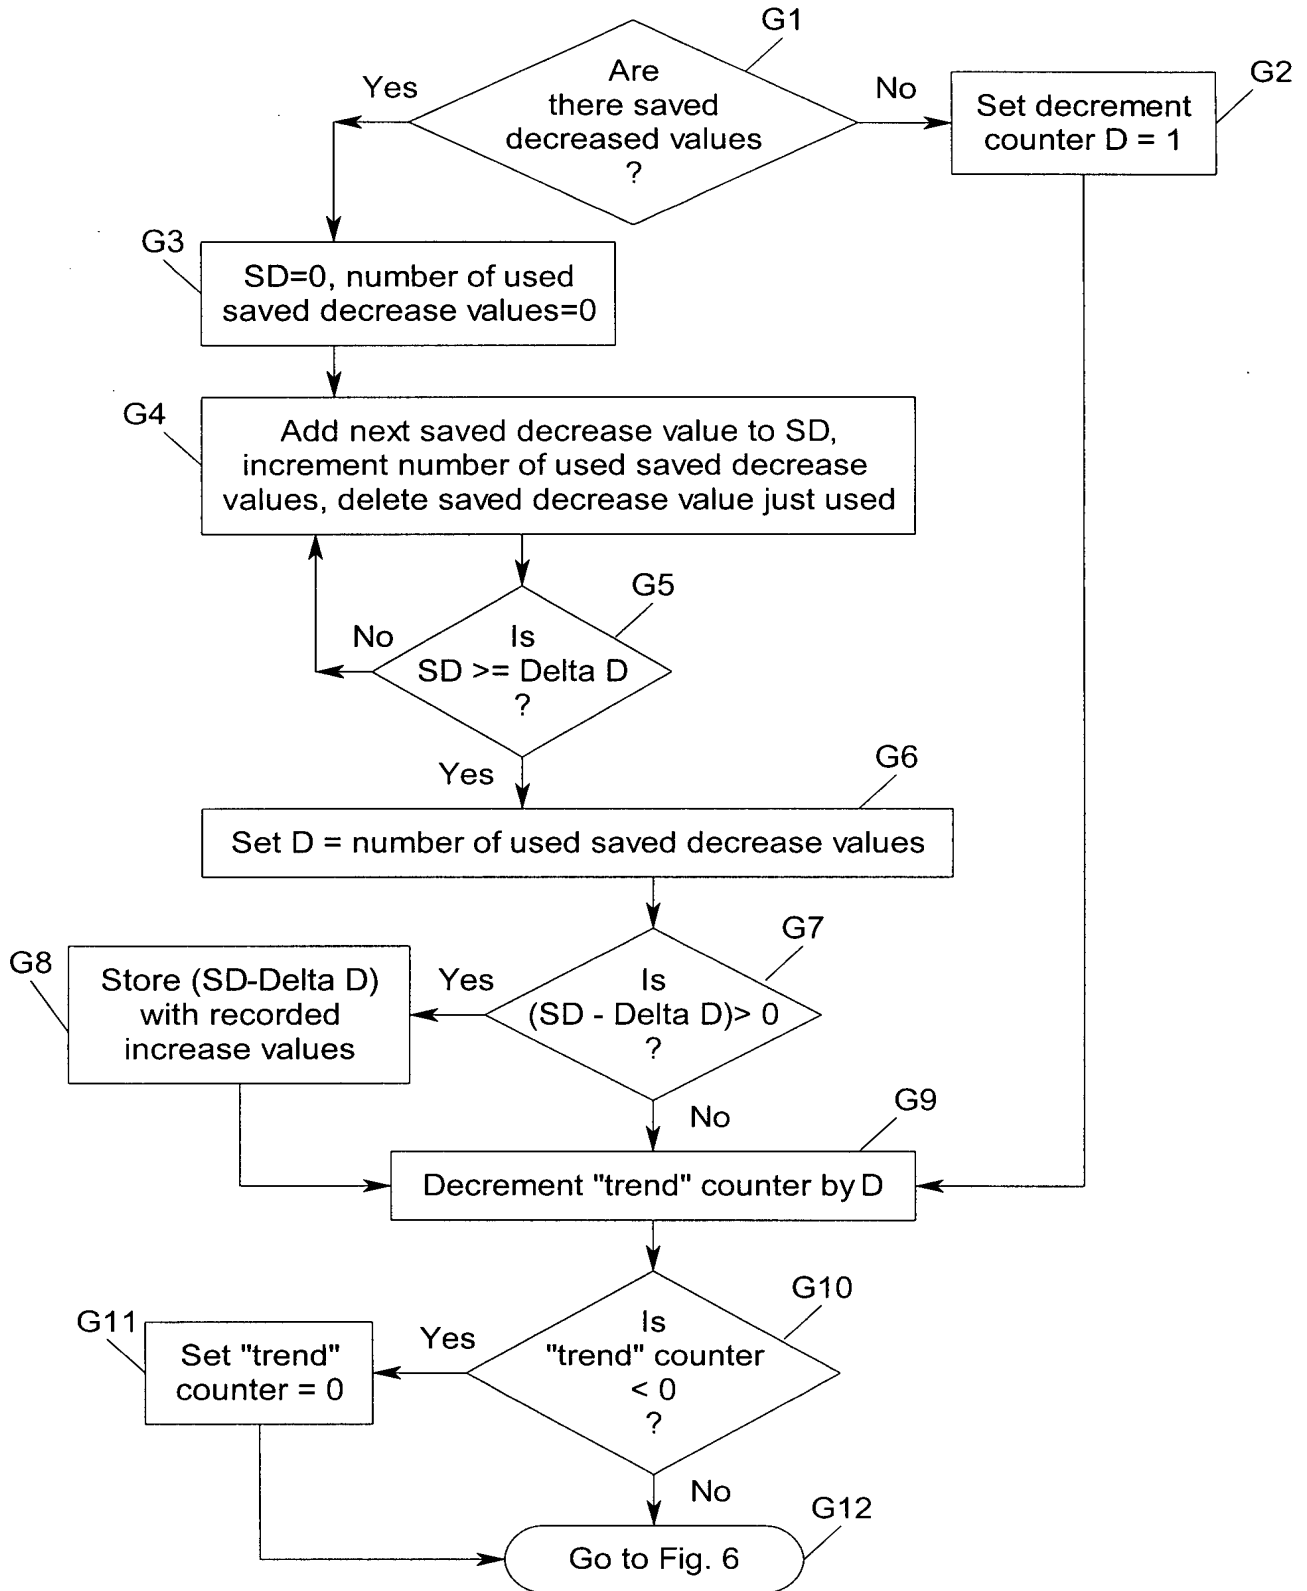 G1
Are
there saved
decreased values
?
Yes
No
G2
Set decrement
counter D = 1
G3
SD=0, number of used
saved decrease values=0
G4
Add next saved decrease value to SD,
increment number of used saved decrease
values, delete saved decrease value just used
G5
No
Is
SD >= Delta D
?
Yes
G6
Set D = number of used saved decrease values
G7
Is
(SD - Delta D)> 0
?
Yes
G8
Store (SD-Delta D)
with recorded
increase values
No
G9
Decrement "trend" counter by D
G10
Is
"trend" counter
< 0
?
Yes
G11
Set "trend"
counter = 0
No
G12
Go to Fig. 6